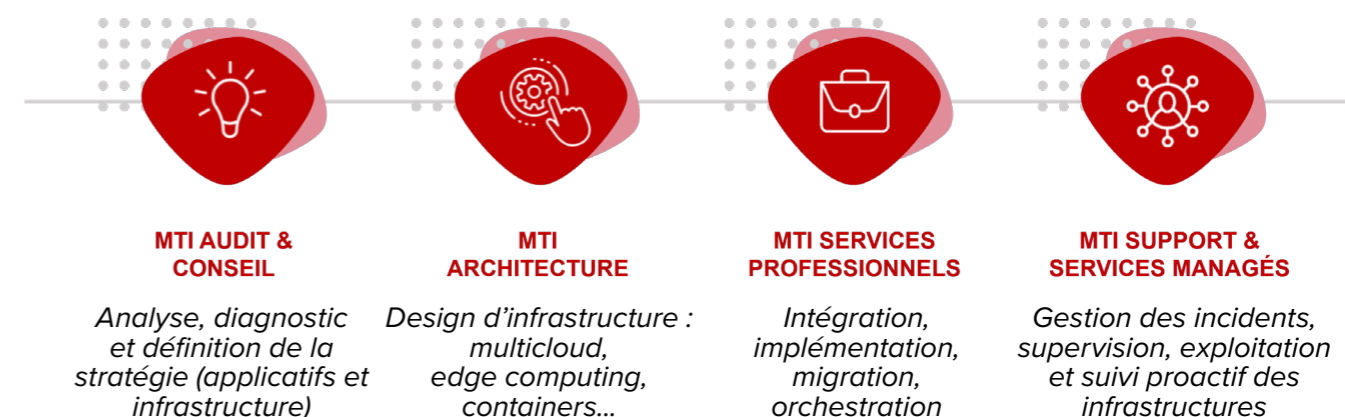 MTI AUDIT &
CONSEIL
Analyse, diagnostic
et définition de la
stratégie (applicatifs et
infrastructure)
MTI
ARCHITECTURE
Design d’infrastructure :
multicloud,
edge computing,
containers...
MTI SERVICES
PROFESSIONNELS
Intégration,
implémentation,
migration,
orchestration
MTI SUPPORT &
SERVICES MANAGÉS
Gestion des incidents,
supervision, exploitation
et suivi proactif des
infrastructures